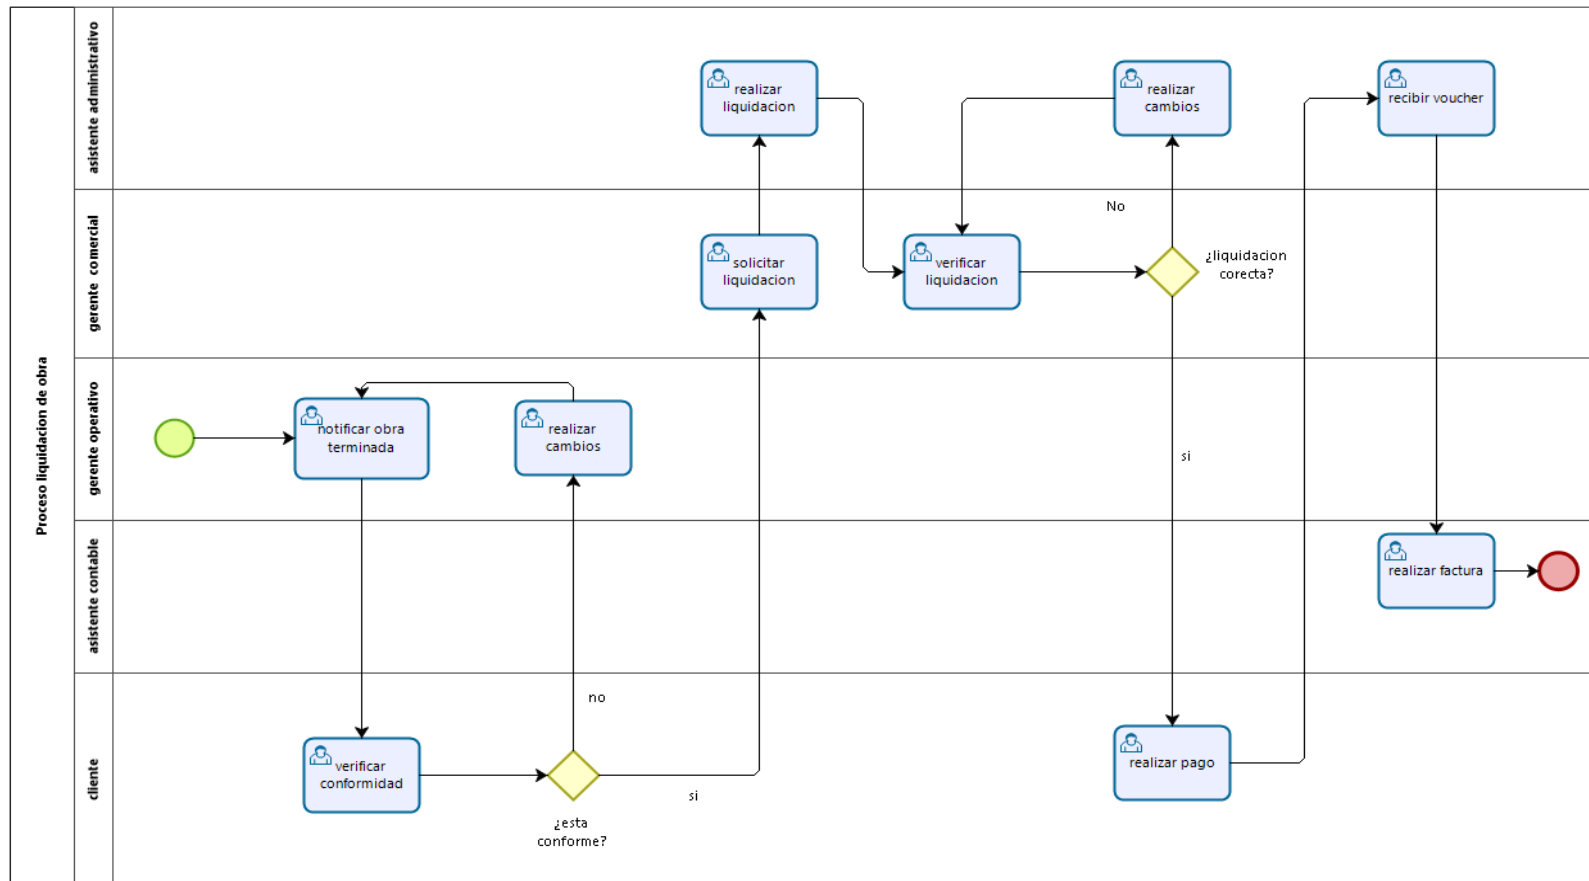 Proceso liquidacion de obra
asistente administrativo
realizar
liquidacion
realizar
cambios
recibir voucher
gerente comercial
solicitar
liquidacion
verificar
liquidacion
No
¿liquidacion
corecta?
gerente operativo
notificar obra
terminada
realizar
cambios
si
asistente contable
realizar factura
cliente
verificar
conformidad
no
¿esta
conforme?
si
realizar pago